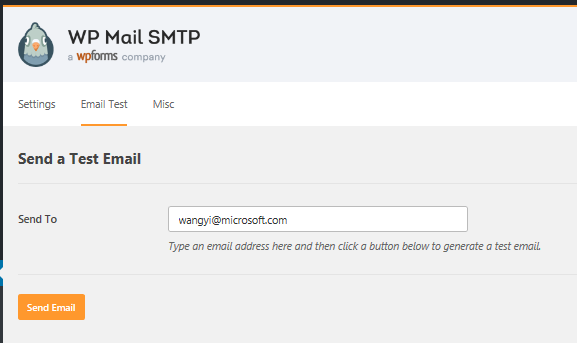 WP Mail SMTP
a wpforms company
Settings Email Test Misc
Send a Test Email
Send To wangyi@microsoft.com
Type an email address here and then click a button below to generate a test email.
Send Email